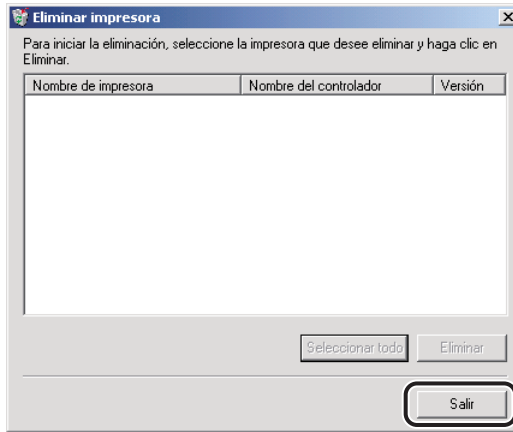 Eliminar impresora
Para iniciar la eliminación, seleccione la impresora que desee eliminar y haga clic en
Eliminar.
Nombre de impresora Nombre del controlador Versión
Seleccionar todo Eliminar
Salir